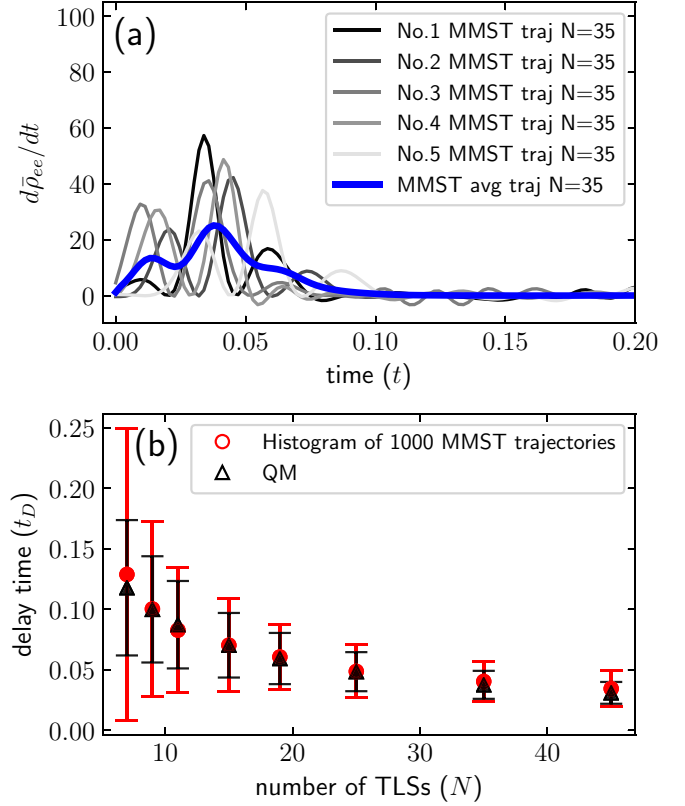 (a)
100
80
60
40
20
0
dρ̄ee/dt
No.1 MMST traj N=35
No.2 MMST traj N=35
No.3 MMST traj N=35
No.4 MMST traj N=35
No.5 MMST traj N=35
MMST avg traj N=35
0.00 0.05 0.10 0.15 0.20
time (t)
(b)
0.25
0.20
0.15
0.10
0.05
0.00
delay time (tD)
Histogram of 1000 MMST trajectories
QM
10 20 30 40
number of TLSs (N)